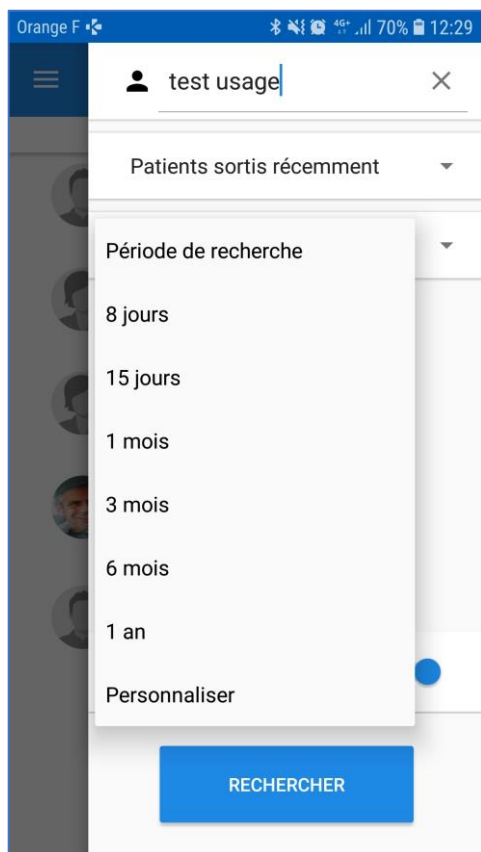 Orange F 4G+ 70% 12:29
test usage
Patients sortis récemment
Période de recherche
8 jours
15 jours
1 mois
3 mois
6 mois
1 an
Personnaliser
RECHERCHER